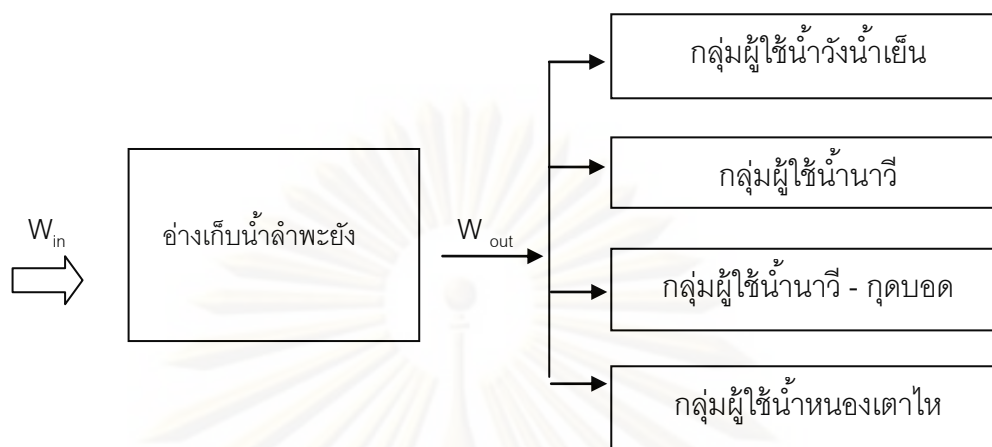 กลุ่มผู้ใช้น้ำวังน้ำเย็น
กลุ่มผู้ใช้น้ำนาวี
W in
อ่างเก็บน้ำลำพะยัง
W out
กลุ่มผู้ใช้น้ำนาวี - กุดบอด
กลุ่มผู้ใช้น้ำหนองเตาไห